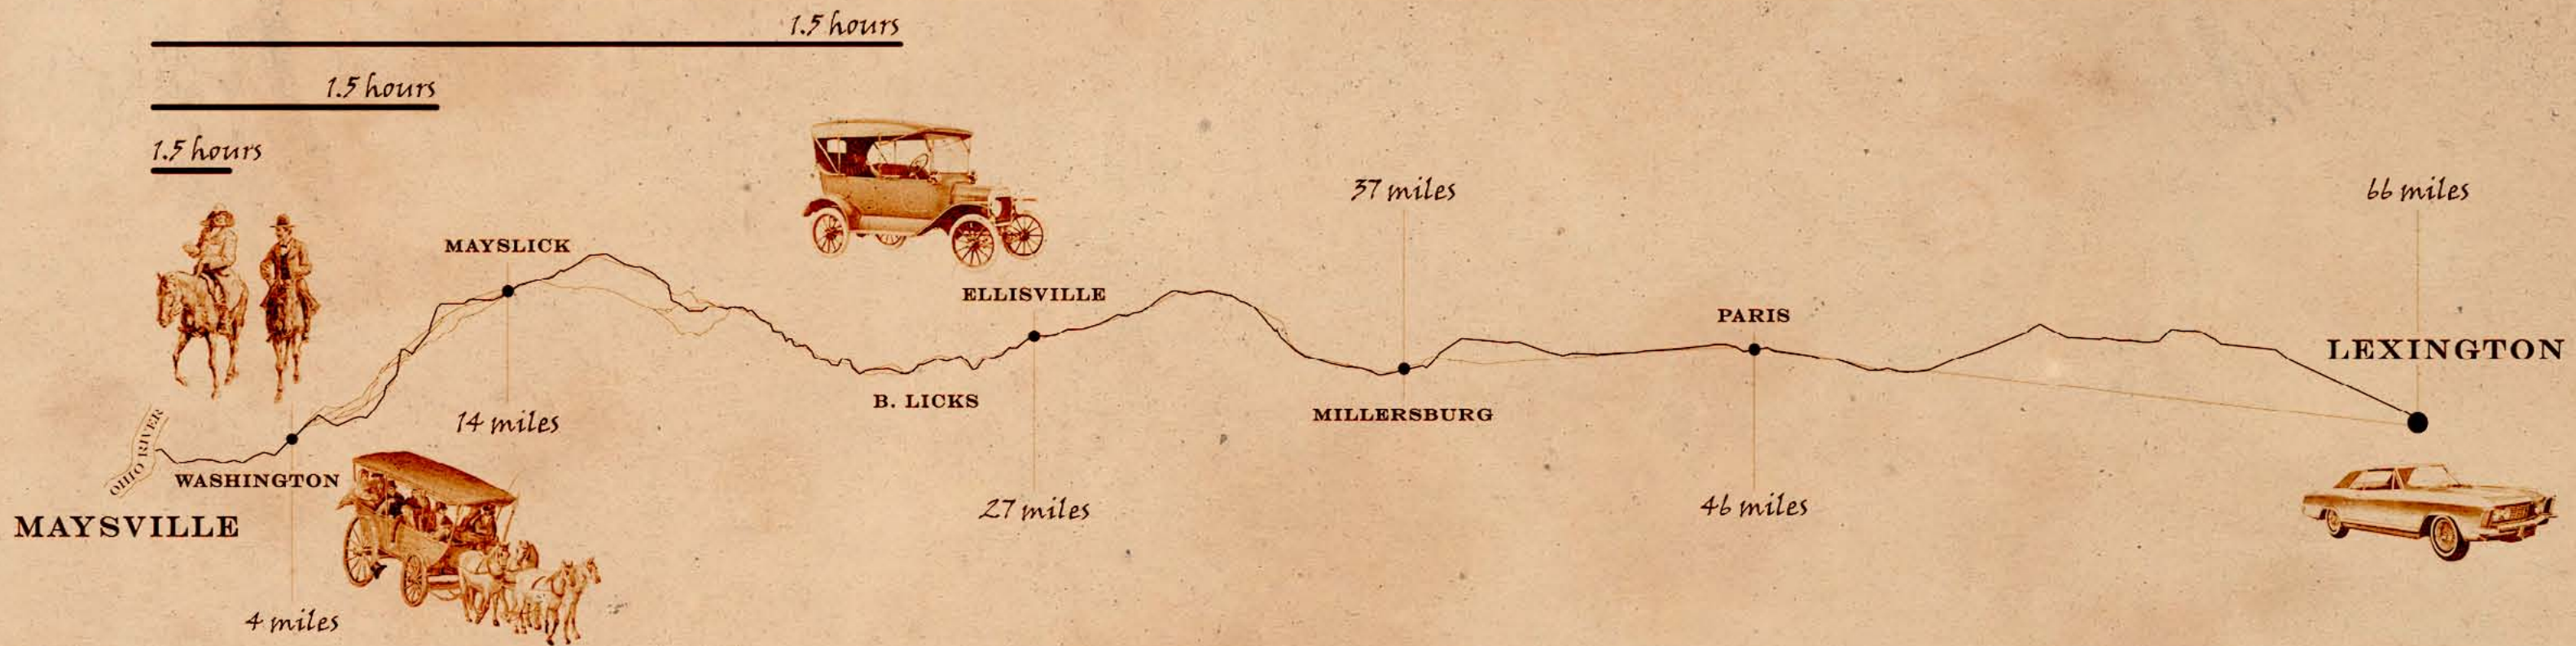 1.5 hours
1.5 hours
1.5 hours
37 miles
66 miles
MAYSLICK
ELLISVILLE
PARIS
LEXINGTON
B. LICKS
MILLERSBURG
14 miles
OHIO RIVER
WASHINGTON
MAYSVILLE
27 miles
46 miles
4 miles